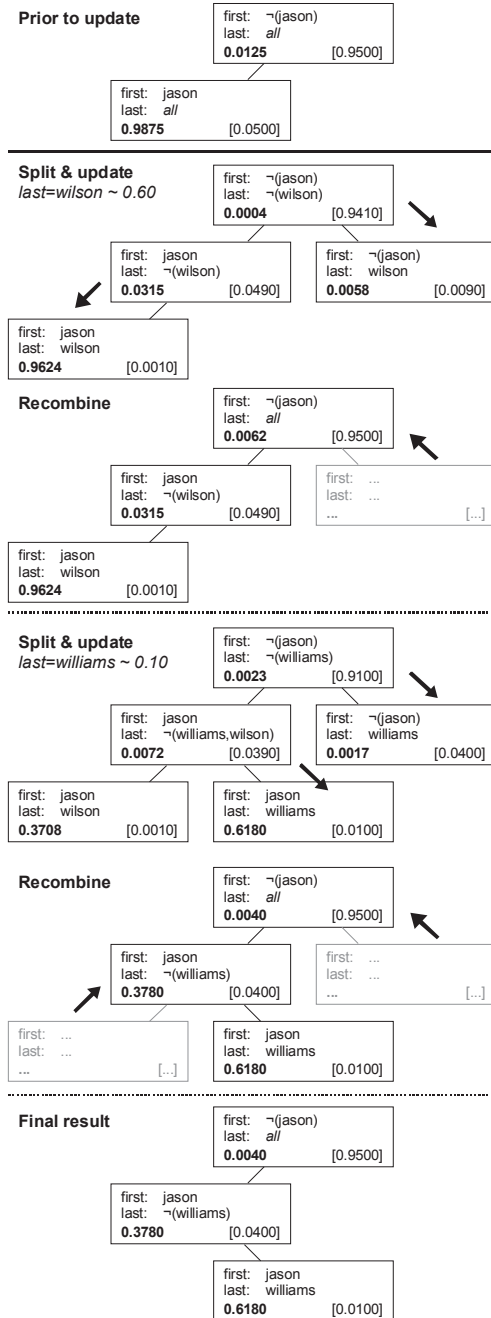 Prior to update
first: ¬(jason)
last: all
0.0125 [0.9500]
first: jason
last: all
0.9875 [0.0500]
Split & update
last=wilson ~ 0.60
first: ¬(jason)
last: ¬(wilson)
0.0004 [0.9410]
first: jason
last: ¬(wilson)
0.0315 [0.0490]
first: ¬(jason)
last: wilson
0.0058 [0.0090]
first: jason
last: wilson
0.9624 [0.0010]
Recombine
first: ¬(jason)
last: all
0.0062 [0.9500]
first: jason
last: ¬(wilson)
0.0315 [0.0490]
first: ...
last: ...
... [...]
first: jason
last: wilson
0.9624 [0.0010]
Split & update
last=williams ~ 0.10
first: ¬(jason)
last: ¬(williams)
0.0023 [0.9100]
first: jason
last: ¬(williams,wilson)
0.0072 [0.0390]
first: ¬(jason)
last: williams
0.0017 [0.0400]
first: jason
last: wilson
0.3708 [0.0010]
first: jason
last: williams
0.6180 [0.0100]
Recombine
first: ¬(jason)
last: all
0.0040 [0.9500]
first: jason
last: ¬(williams)
0.3780 [0.0400]
first: ...
last: ...
... [...]
first: ...
last: ...
... [...]
first: jason
last: williams
0.6180 [0.0100]
Final result
first: ¬(jason)
last: all
0.0040 [0.9500]
first: jason
last: ¬(williams)
0.3780 [0.0400]
first: jason
last: williams
0.6180 [0.0100]